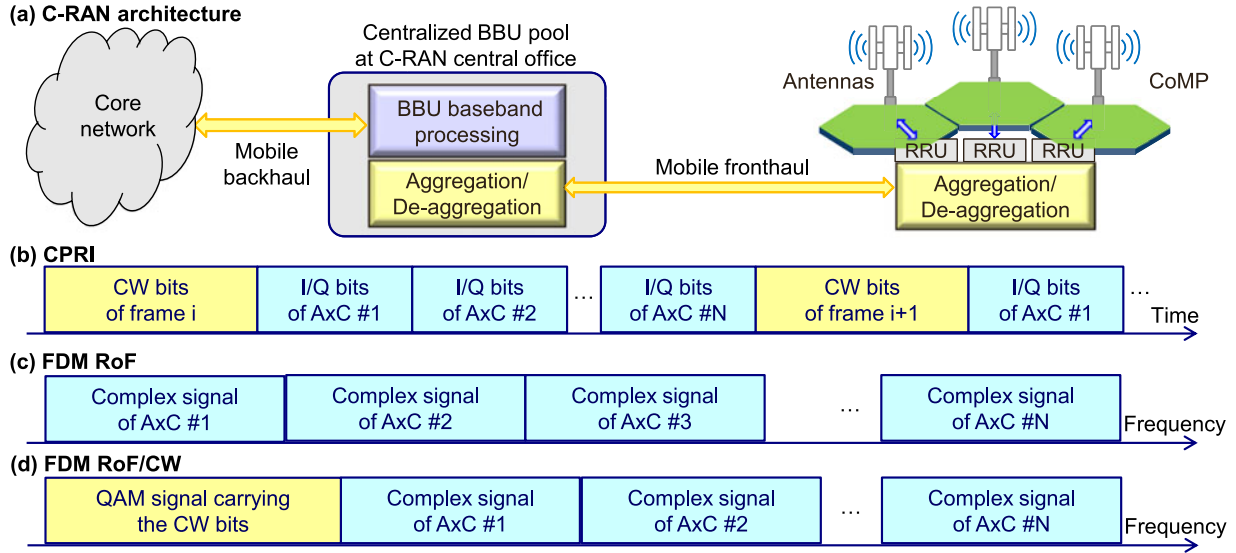 (a) C-RAN architecture
Centralized BBU pool
at C-RAN central office
Core
network
Mobile
backhaul
BBU baseband
processing
Aggregation/
De-aggregation
Mobile fronthaul
Antennas
CoMP
RRU RRU RRU
Aggregation/
De-aggregation
(b) CPRI
CW bits
of frame i
I/Q bits
of AxC #1
I/Q bits
of AxC #2
...
I/Q bits
of AxC #N
CW bits
of frame i+1
I/Q bits
of AxC #1
...
Time
(c) FDM RoF
Complex signal
of AxC #1
Complex signal
of AxC #2
Complex signal
of AxC #3
...
Complex signal
of AxC #N
Frequency
(d) FDM RoF/CW
QAM signal carrying
the CW bits
Complex signal
of AxC #1
Complex signal
of AxC #2
...
Complex signal
of AxC #N
Frequency